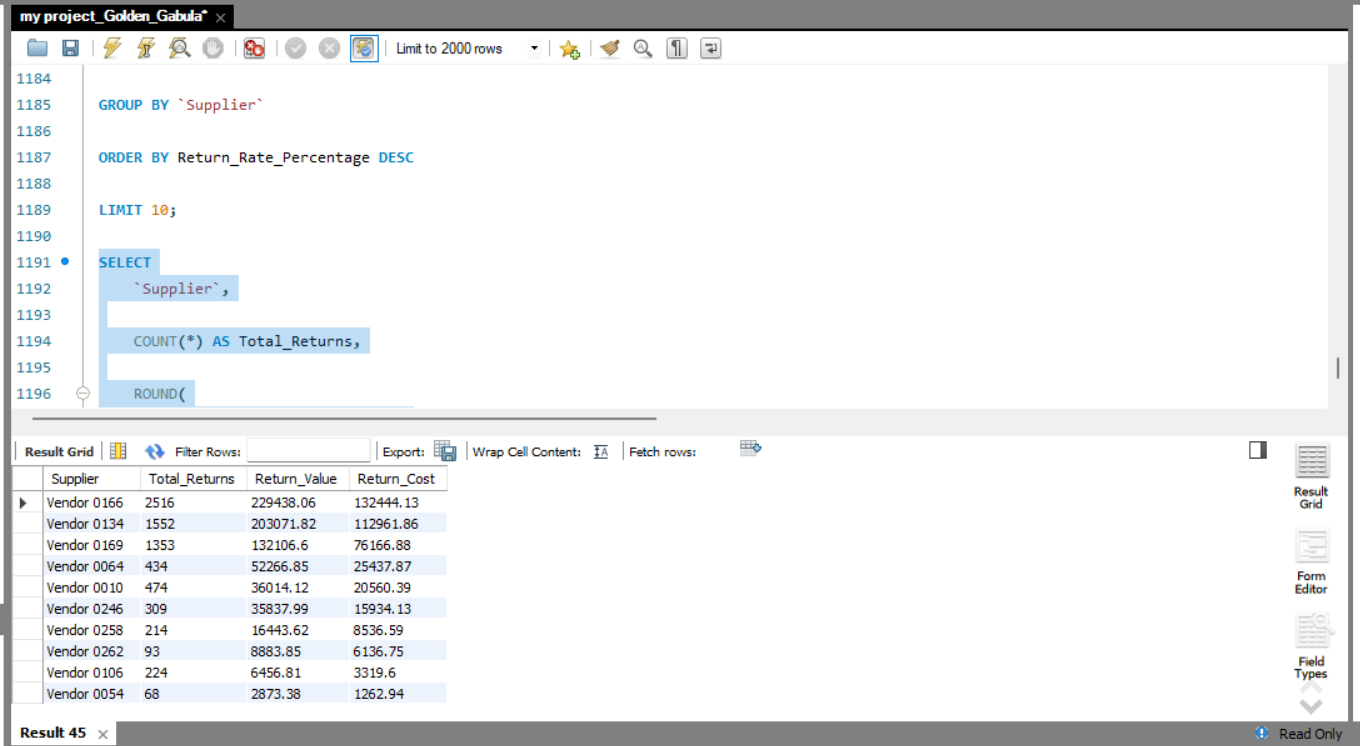 my project_Golden_Gabula*
Limit to 2000 rows
1184
1185 GROUP BY `Supplier`
1186
1187 ORDER BY Return_Rate_Percentage DESC
1188
1189 LIMIT 10;
1190
1191 SELECT
1192 `Supplier`,
1193
1194 COUNT(*) AS Total_Returns,
1195
1196 ROUND(
Result Grid Filter Rows: Export: Wrap Cell Content: Fetch rows:
Supplier Total_Returns Return_Value Return_Cost
Vendor 0166 2516 229438.06 132444.13
Vendor 0134 1552 203071.82 112961.86
Vendor 0169 1353 132106.6 76166.88
Vendor 0064 434 52266.85 25437.87
Vendor 0010 474 36014.12 20560.39
Vendor 0246 309 35837.99 15934.13
Vendor 0258 214 16443.62 8536.59
Vendor 0262 93 8883.85 6136.75
Vendor 0106 224 6456.81 3319.6
Vendor 0054 68 2873.38 1262.94
Result
Grid
Form
Editor
Field
Types
Result 45
Read Only